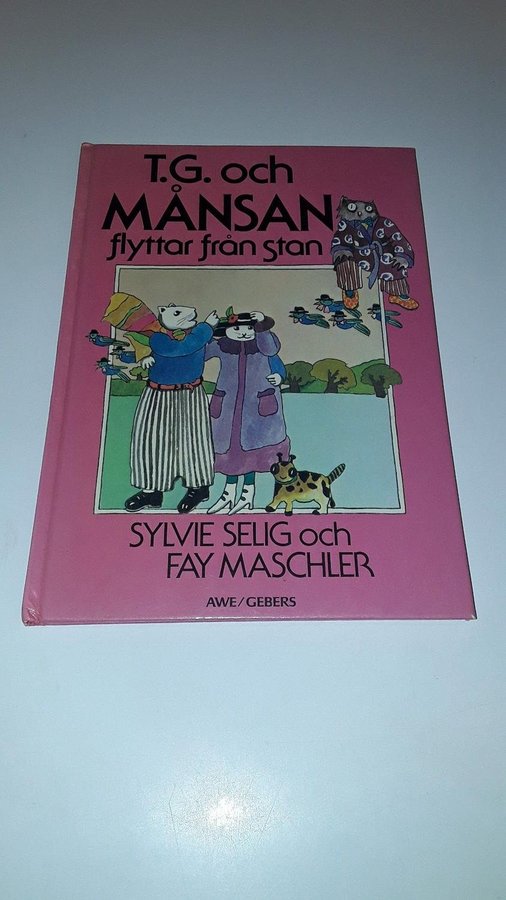 T.G. och
MÅNSAN
flyttar från stan
SYLVIE SELIG och
FAY MASCHLER
AWE/GEBERS